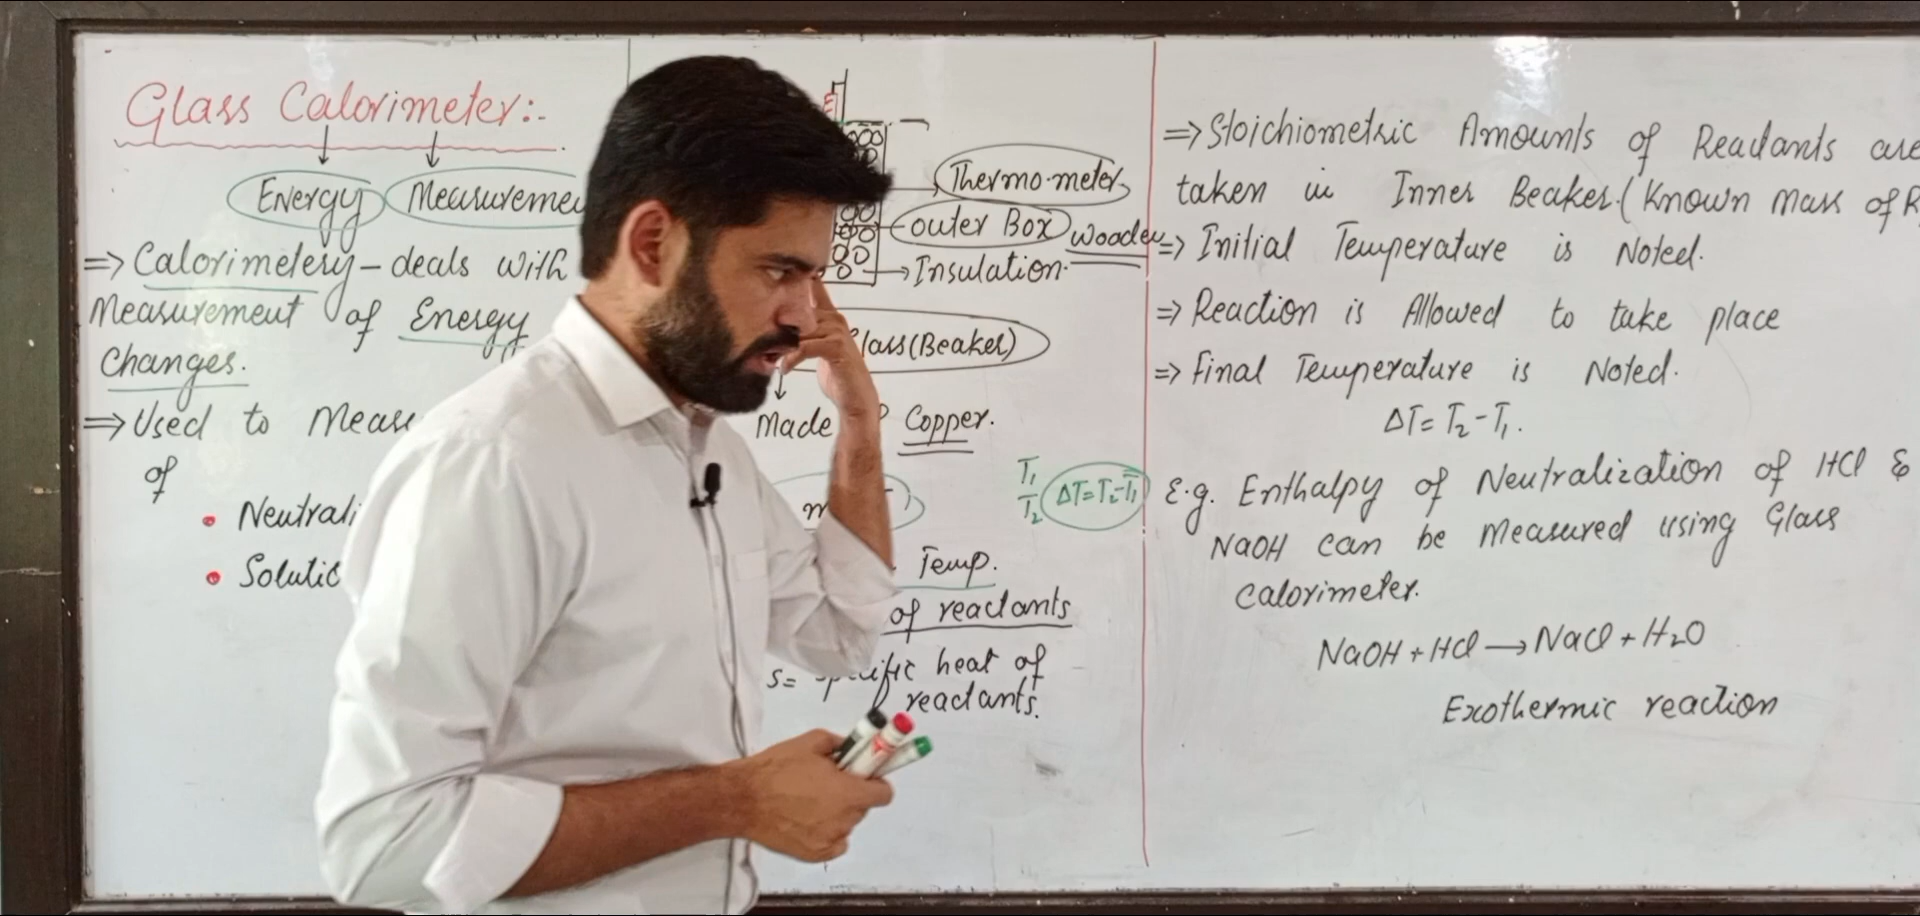 Glass Calorimeter:-
Energy Measuremen
⇒ Calorimetery - deals with
Measurement of Energy
Changes.
⇒ Used to Measu
of
• Neutrali
• Solutio
E
Thermo-meter
outer Box wooden
Insulation.
lass (Beaker)
Made Copper.
m
T1
T2
ΔT=T2-T1
Temp.
of reactants
s= specific heat of
reactants.
⇒ Stoichiometric Amounts of Reactants are
taken in Inner Beaker. (Known Mass of R
⇒ Initial Temperature is Noted.
⇒ Reaction is Allowed to take place
⇒ Final Temperature is Noted.
ΔT= T2-T1.
E.g. Enthalpy of Neutralization of HCl &
NaOH can be Measured using Glass
Calorimeter.
NaOH + HCl → NaCl + H2O
Exothermic reaction